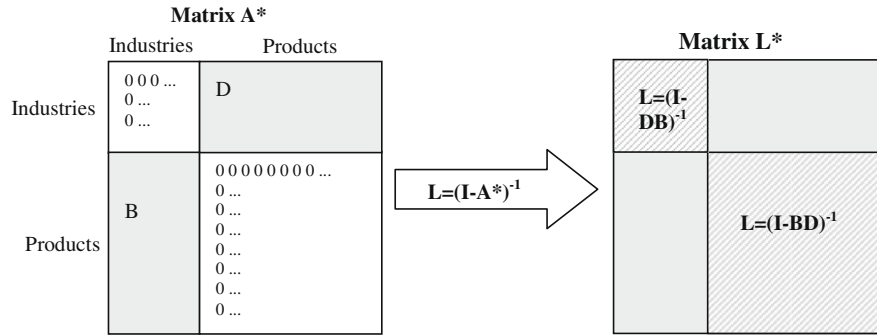 Matrix A*
Industries Products
Industries
0 0 0 ...
0 ...
0 ...
D
Products
B
0 0 0 0 0 0 0 0 ...
0 ...
0 ...
0 ...
0 ...
0 ...
0 ...
0 ...
L=(I-A*)-1
Matrix L*
L=(I-
DB)-1
L=(I-BD)-1